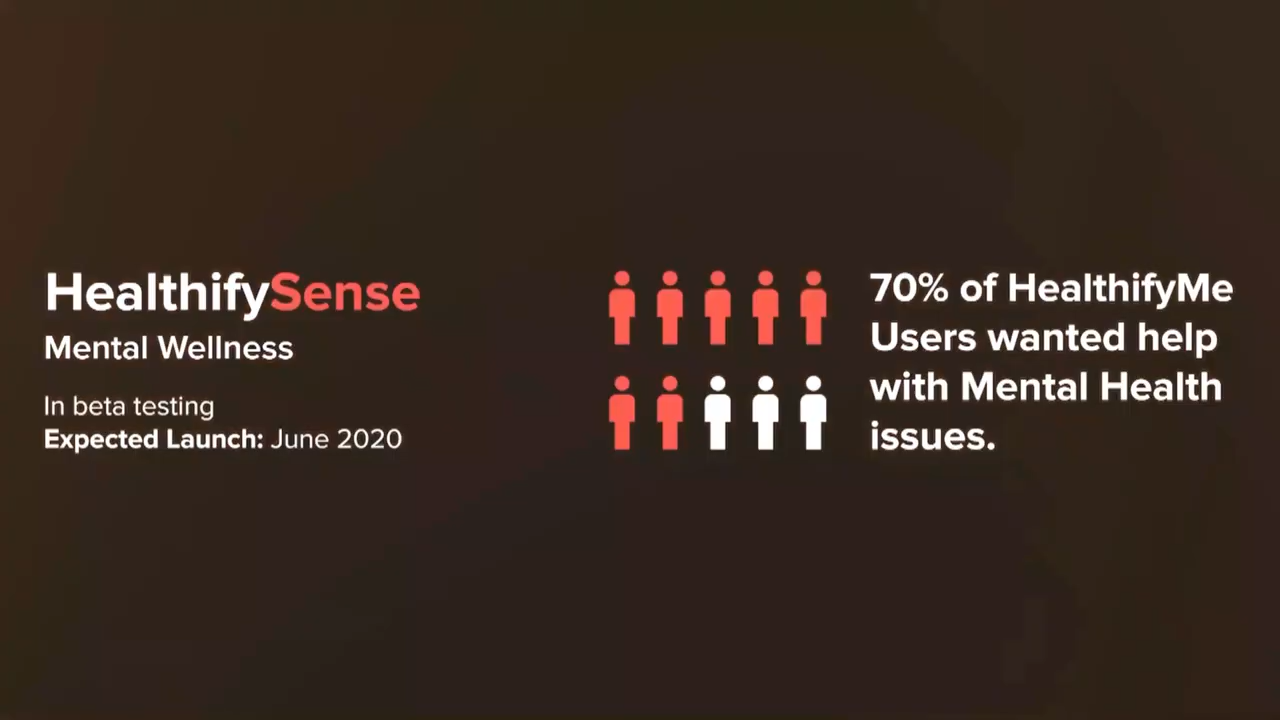 HealthifySense
Mental Wellness
In beta testing
Expected Launch: June 2020
70% of HealthifyMe
Users wanted help
with Mental Health
issues.